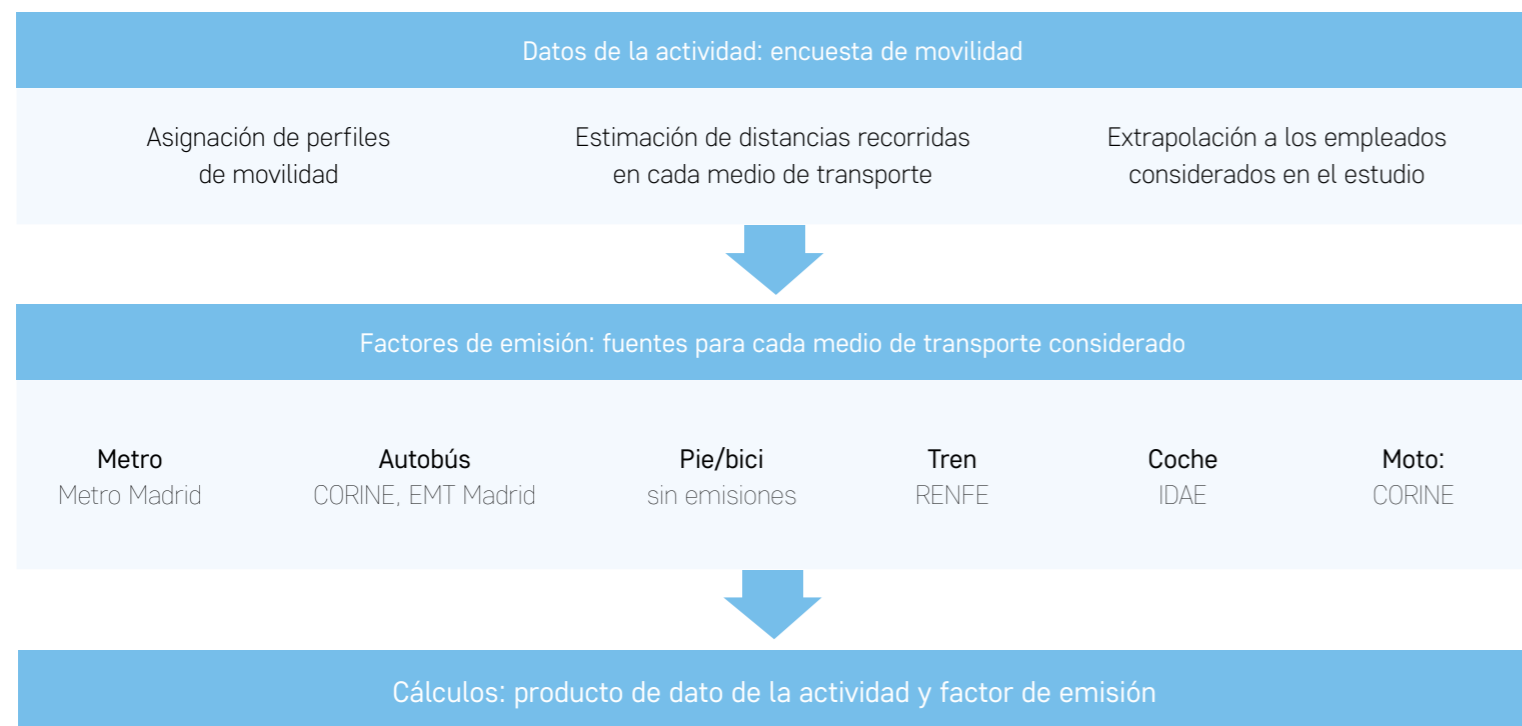 Datos de la actividad: encuesta de movilidad
Asignación de perfiles
de movilidad
Estimación de distancias recorridas
en cada medio de transporte
Extrapolación a los empleados
considerados en el estudio
Factores de emisión: fuentes para cada medio de transporte considerado
Metro
Metro Madrid
Autobús
CORINE, EMT Madrid
Pie/bici
sin emisiones
Tren
RENFE
Coche
IDAE
Moto:
CORINE
Cálculos: producto de dato de la actividad y factor de emisión